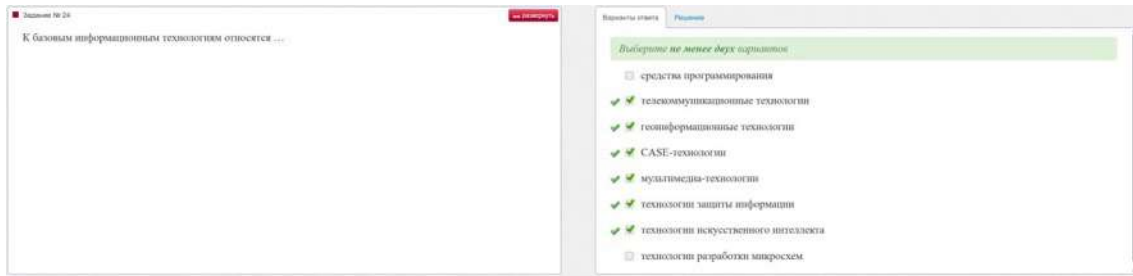 Задание № 24
развернуть
К базовым информационным технологиям относятся …
Варианты ответа
Решение
Выберите не менее двух вариантов
средства программирования
телекоммуникационные технологии
геоинформационные технологии
CASE-технологии
мультимедиа-технологии
технологии защиты информации
технологии искусственного интеллекта
технологии разработки микросхем